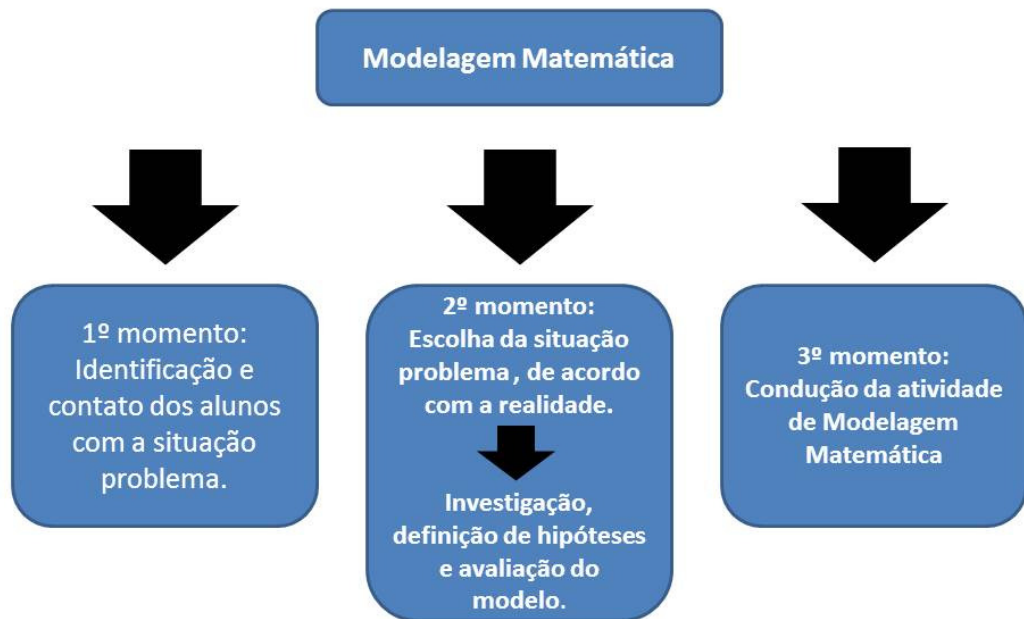 Modelagem Matemática
1º momento:
Identificação e
contato dos alunos
com a situação
problema.
2º momento:
Escolha da situação
problema , de acordo
com a realidade.
Investigação,
definição de hipóteses
e avaliação do
modelo.
3º momento:
Condução da atividade
de Modelagem
Matemática